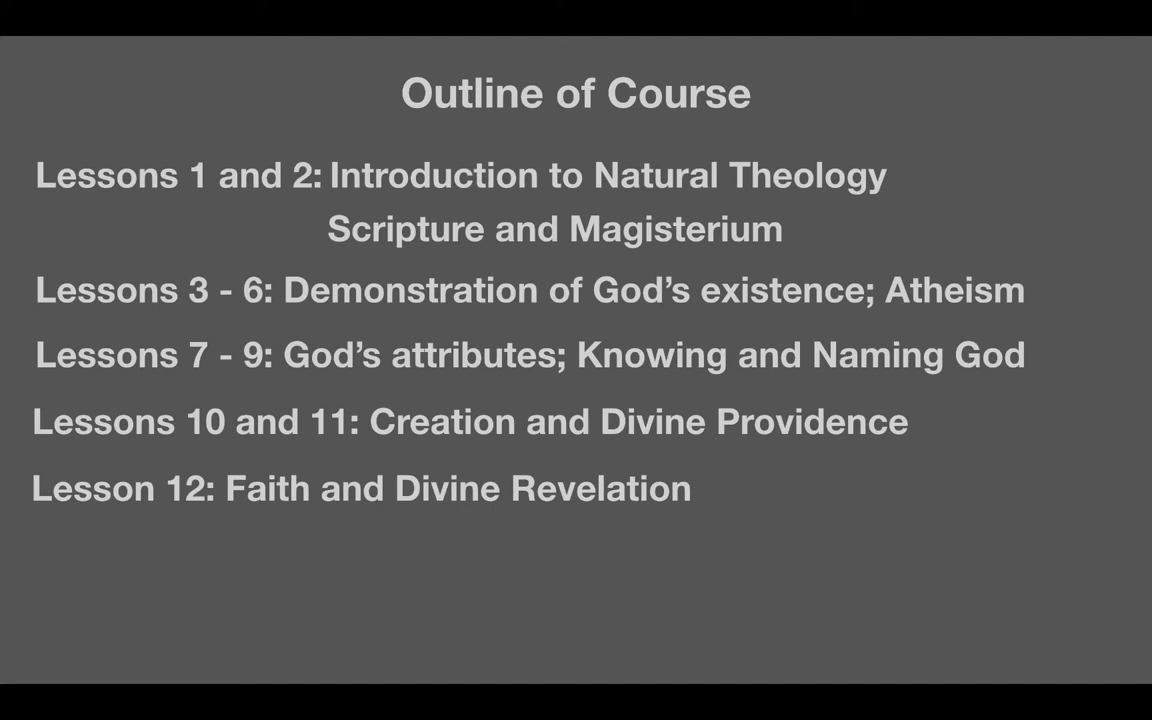 Outline of Course
Lessons 1 and 2: Introduction to Natural Theology
Scripture and Magisterium
Lessons 3 - 6: Demonstration of God’s existence; Atheism
Lessons 7 - 9: God’s attributes; Knowing and Naming God
Lessons 10 and 11: Creation and Divine Providence
Lesson 12: Faith and Divine Revelation